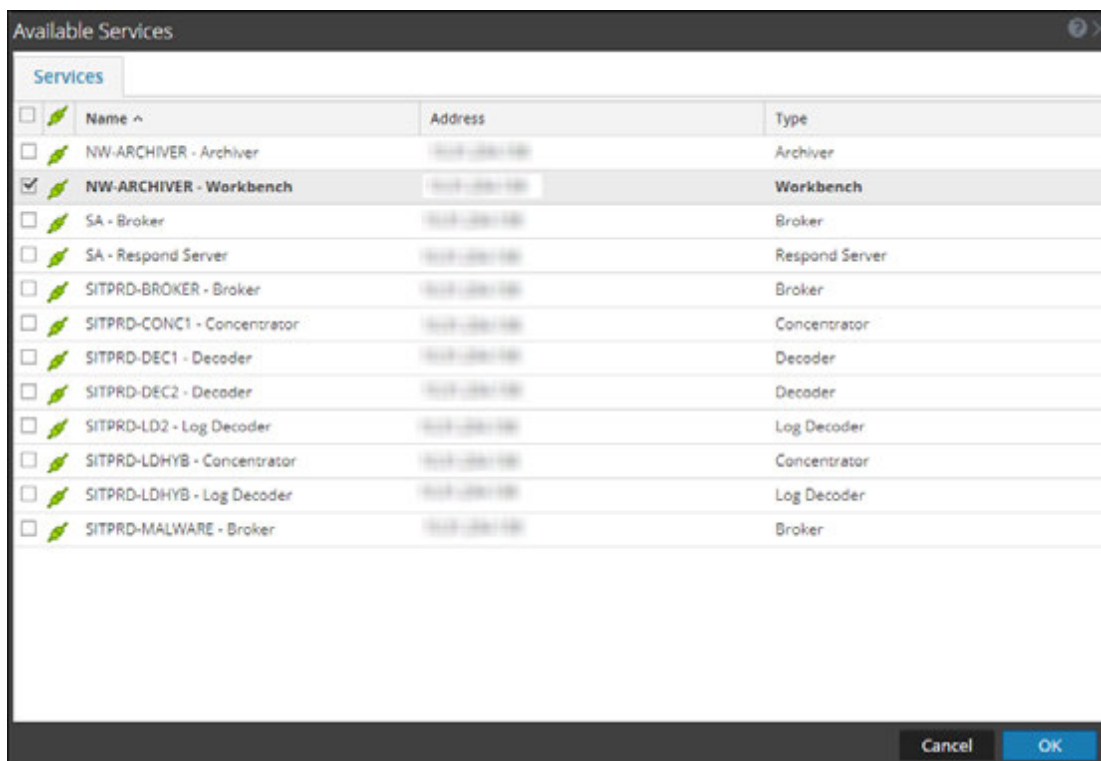 Available Services
Services
Name Address Type
NW-ARCHIVER - Archiver Archiver
NW-ARCHIVER - Workbench Workbench
SA - Broker Broker
SA - Respond Server Respond Server
SITPRD-BROKER - Broker Broker
SITPRD-CONC1 - Concentrator Concentrator
SITPRD-DEC1 - Decoder Decoder
SITPRD-DEC2 - Decoder Decoder
SITPRD-LD2 - Log Decoder Log Decoder
SITPRD-LDHYB - Concentrator Concentrator
SITPRD-LDHYB - Log Decoder Log Decoder
SITPRD-MALWARE - Broker Broker
Cancel OK